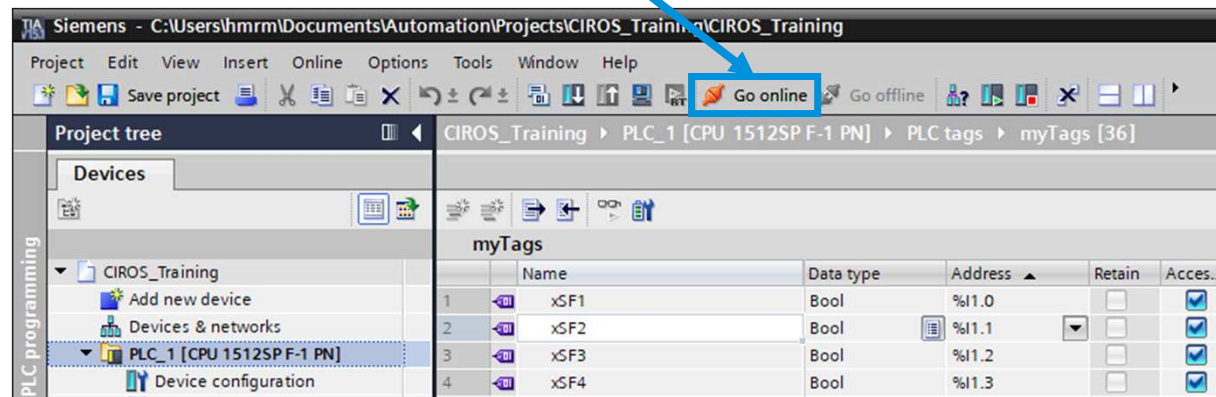 Siemens - C:\Users\hmrm\Documents\Automation\Projects\CIROS_Training\CIROS_Training
Project Edit View Insert Online Options Tools Window Help
Save project Go online Go offline
Project tree
CIROS_Training PLC_1 [CPU 1512SP F-1 PN] PLC tags myTags [36]
Devices
PLC programming
myTags
Name Data type Address Retain Acces..
CIROS_Training
Add new device
Devices & networks
PLC_1 [CPU 1512SP F-1 PN]
Device configuration
1 xSF1 Bool %I1.0
2 xSF2 Bool %I1.1
3 xSF3 Bool %I1.2
4 xSF4 Bool %I1.3